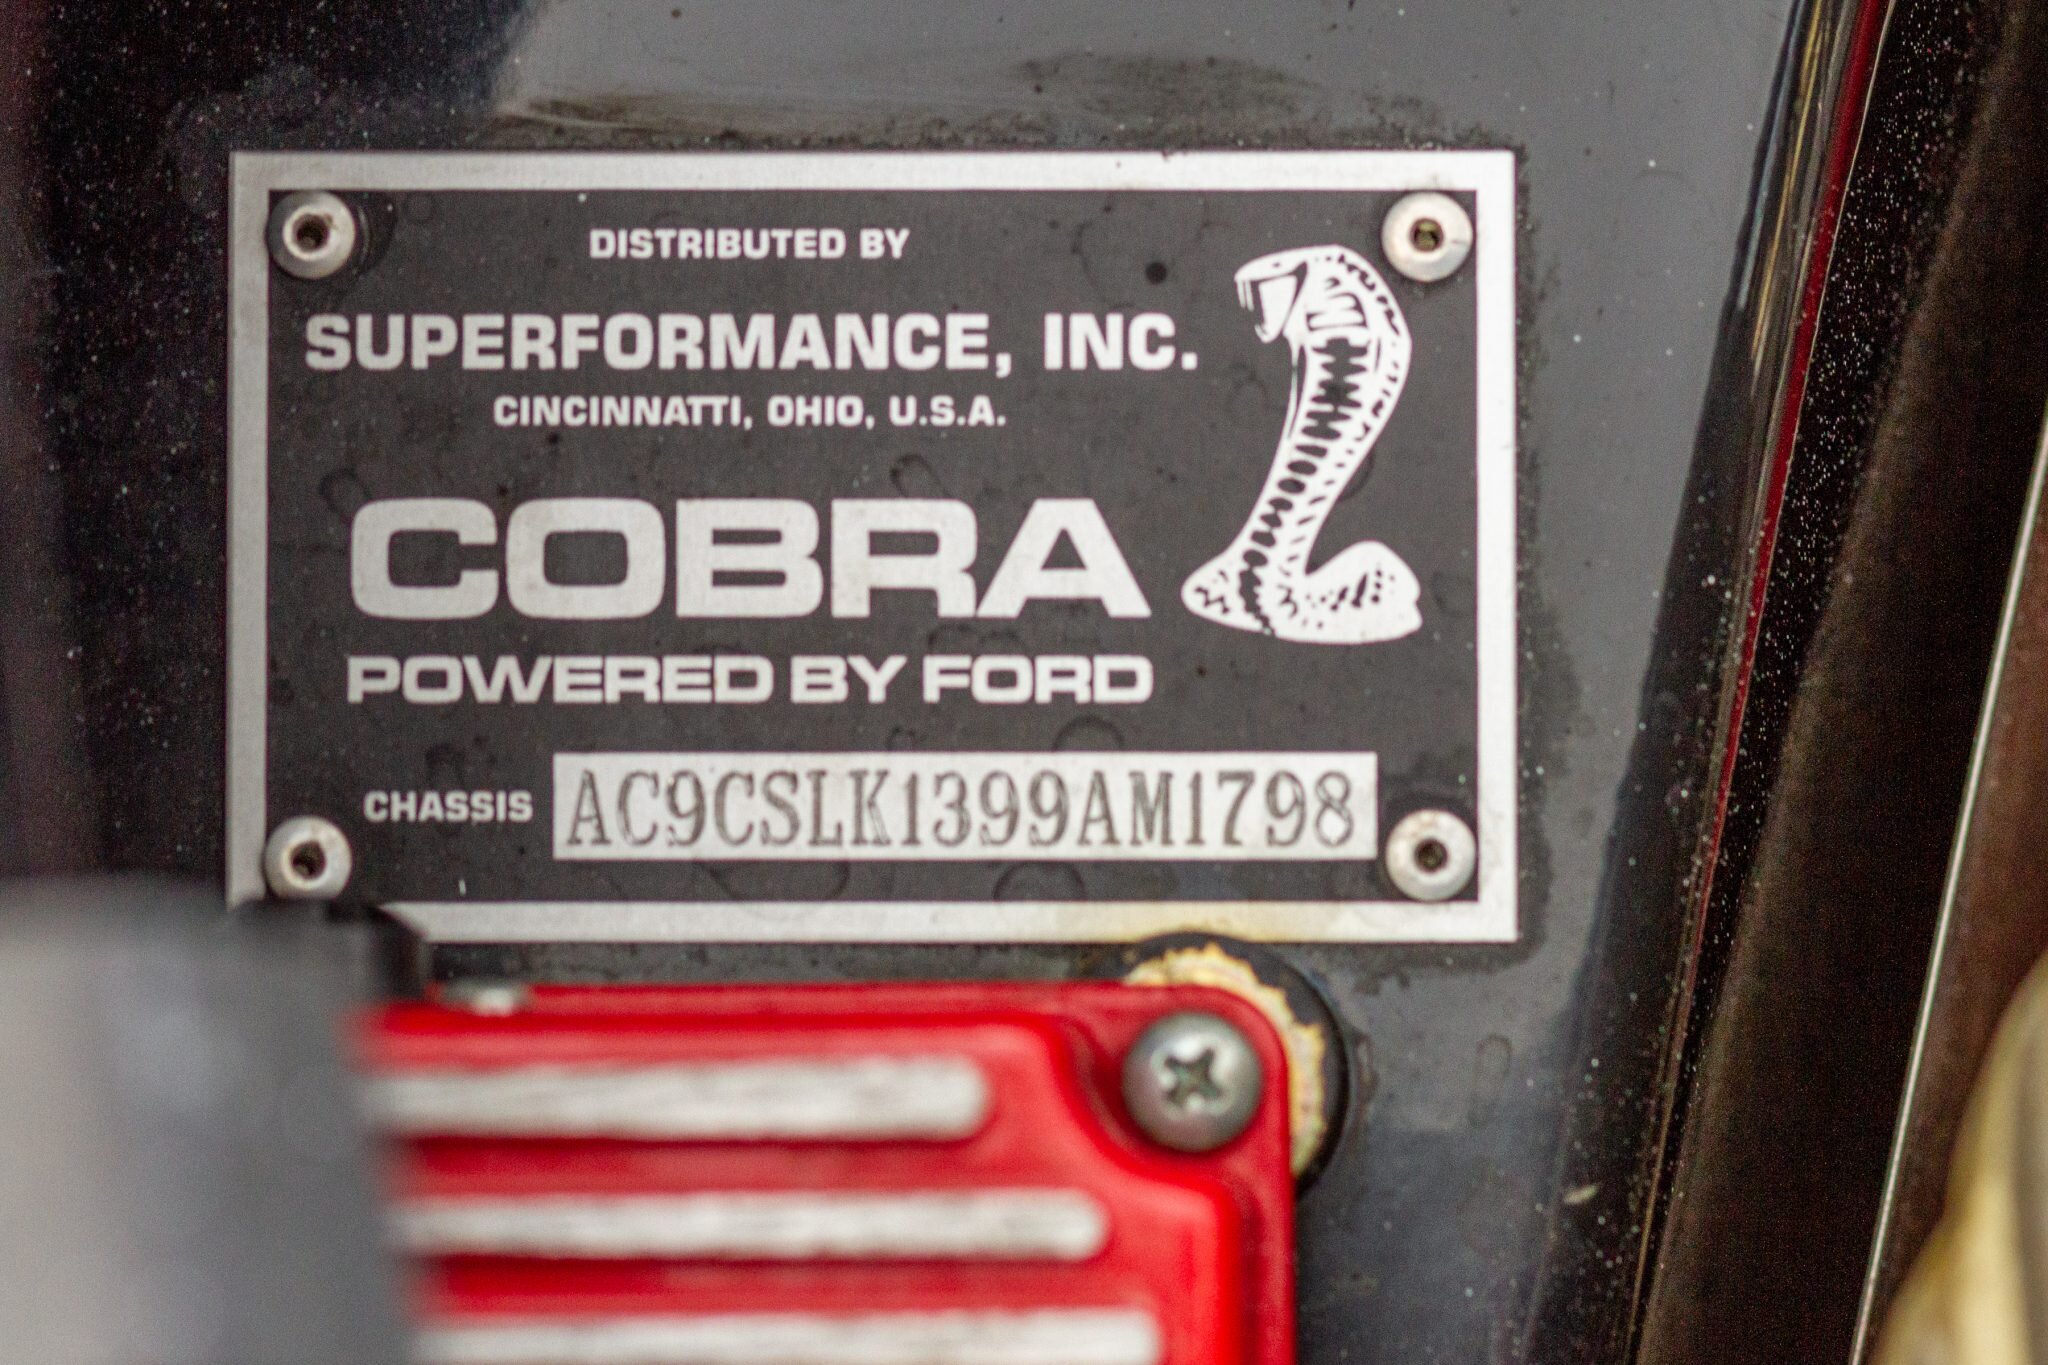 DISTRIBUTED BY
SUPERFORMANCE, INC.
CINCINNATTI, OHIO, U.S.A.
COBRA
POWERED BY FORD
CHASSIS AC9CSLK1399AM1798